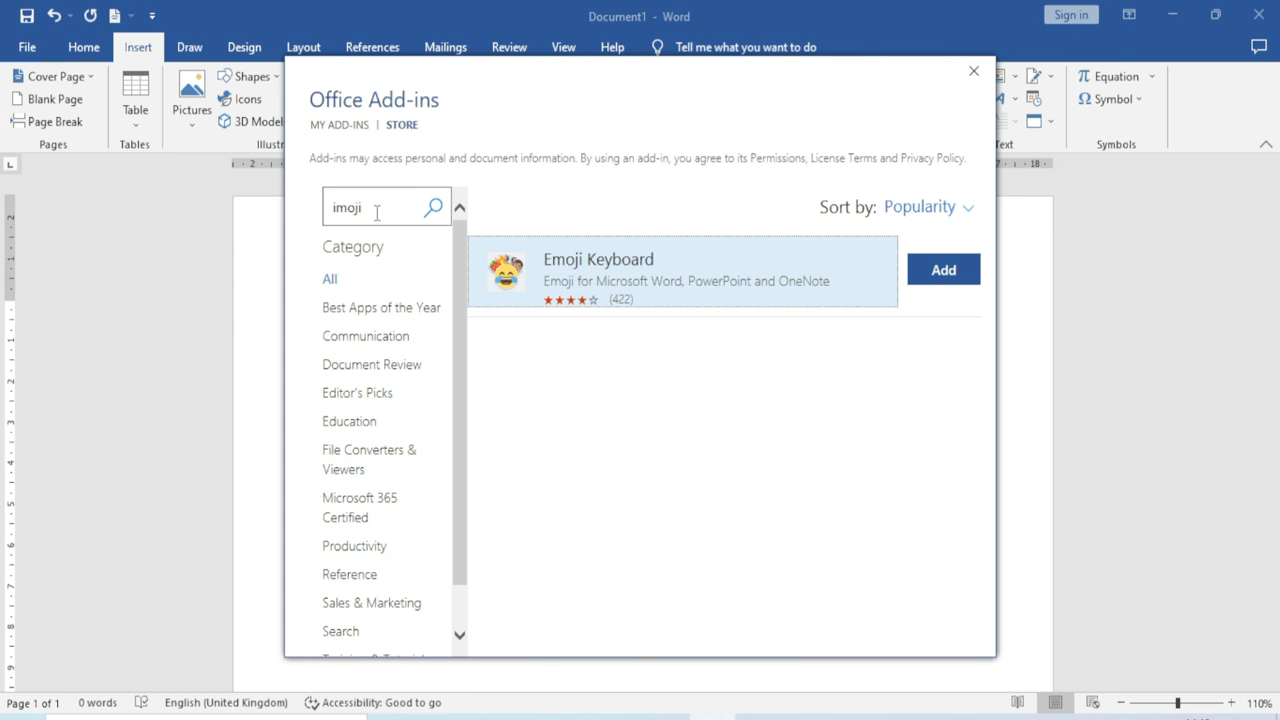 Document1 - Word
Sign in
File Home Insert Draw Design Layout References Mailings Review View Help Tell me what you want to do
Cover Page
Blank Page
Page Break
Pages
Table
Tables
Pictures
Shapes
Icons
3D Model
Illustr
Text
Equation
Symbol
Symbols
Office Add-ins
MY ADD-INS | STORE
Add-ins may access personal and document information. By using an add-in, you agree to its Permissions, License Terms and Privacy Policy.
imoji
Sort by: Popularity
Category
All
Best Apps of the Year
Communication
Document Review
Editor's Picks
Education
File Converters &
Viewers
Microsoft 365
Certified
Productivity
Reference
Sales & Marketing
Search
Emoji Keyboard
Emoji for Microsoft Word, PowerPoint and OneNote
(422)
Add
Page 1 of 1 0 words English (United Kingdom) Accessibility: Good to go 110%